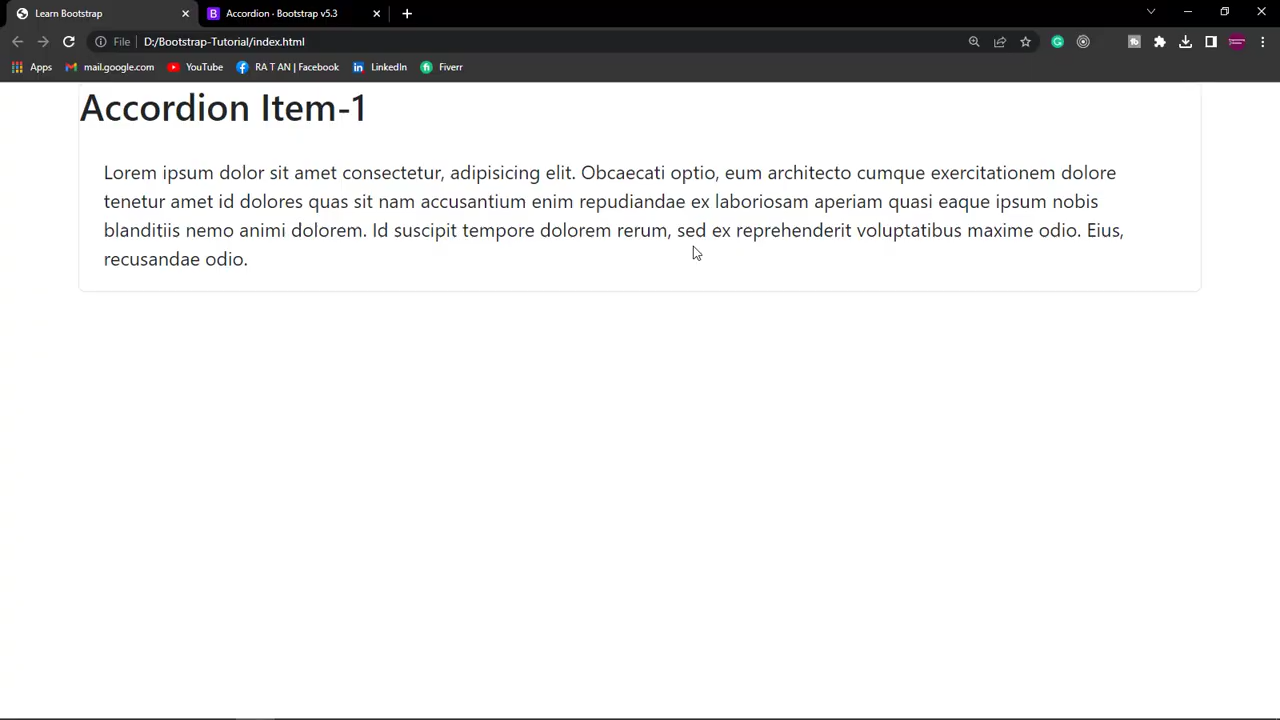 Learn Bootstrap
Accordion · Bootstrap v5.3
File
D:/Bootstrap-Tutorial/index.html
Apps
mail.google.com
YouTube
RA T AN | Facebook
LinkedIn
Fiverr
Accordion Item-1
Lorem ipsum dolor sit amet consectetur, adipisicing elit. Obcaecati optio, eum architecto cumque exercitationem dolore
tenetur amet id dolores quas sit nam accusantium enim repudiandae ex laboriosam aperiam quasi eaque ipsum nobis
blanditiis nemo animi dolorem. Id suscipit tempore dolorem rerum, sed ex reprehenderit voluptatibus maxime odio. Eius,
recusandae odio.